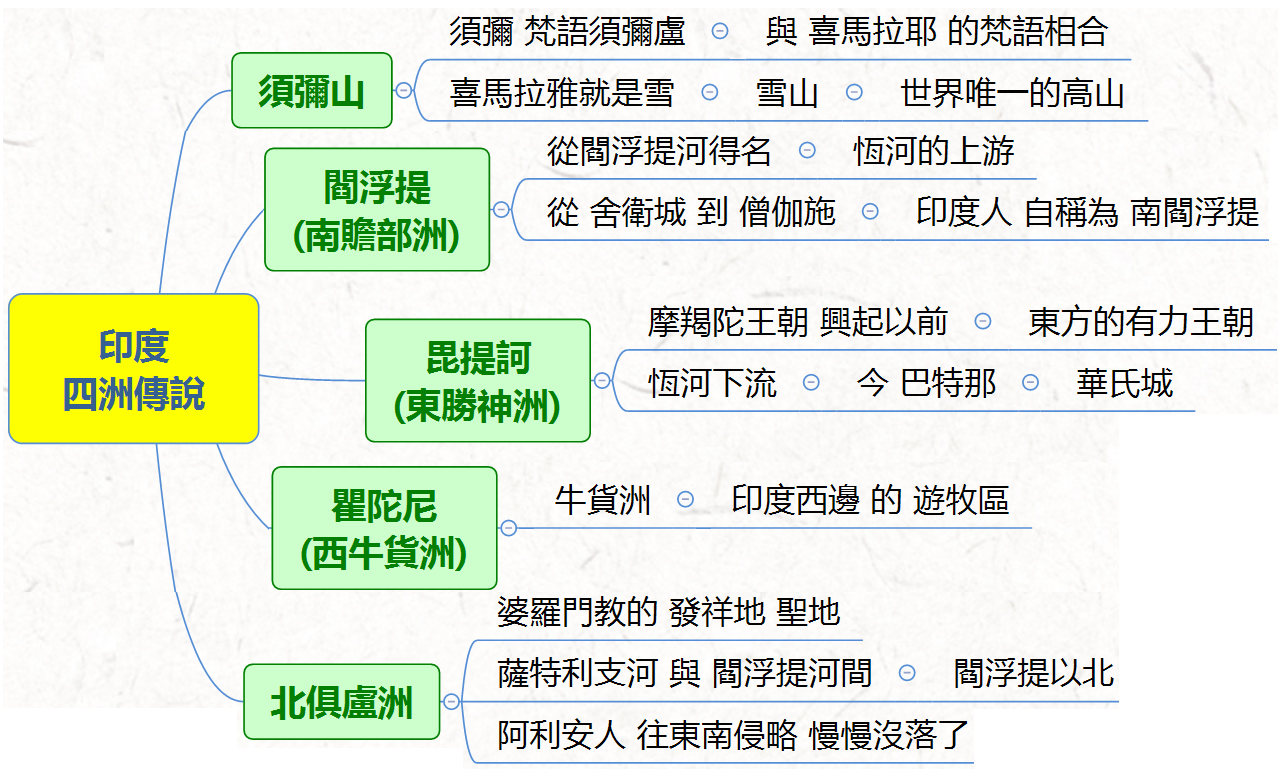 印度
四洲傳說
須彌山
須彌 梵語須彌盧 與 喜馬拉耶 的梵語相合
喜馬拉雅就是雪 雪山 世界唯一的高山
閻浮提
(南贍部洲)
從閻浮提河得名 恆河的上游
從 舍衛城 到 僧伽施 印度人 自稱為 南閻浮提
毘提訶
(東勝神洲)
摩羯陀王朝 興起以前 東方的有力王朝
恆河下流 今 巴特那 華氏城
瞿陀尼
(西牛貨洲)
牛貨洲 印度西邊 的 遊牧區
北俱盧洲
婆羅門教的 發祥地 聖地
薩特利支河 與 閻浮提河間 閻浮提以北
阿利安人 往東南侵略 慢慢沒落了